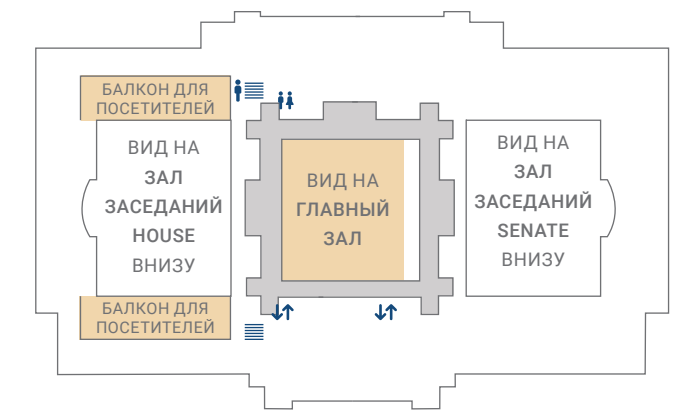 БАЛКОН ДЛЯ
ПОСЕТИТЕЛЕЙ
ВИД НА
ЗАЛ
ЗАСЕДАНИЙ
HOUSE
ВНИЗУ
БАЛКОН ДЛЯ
ПОСЕТИТЕЛЕЙ
ВИД НА
ГЛАВНЫЙ
ЗАЛ
ВИД НА
ЗАЛ
ЗАСЕДАНИЙ
SENATE
ВНИЗУ